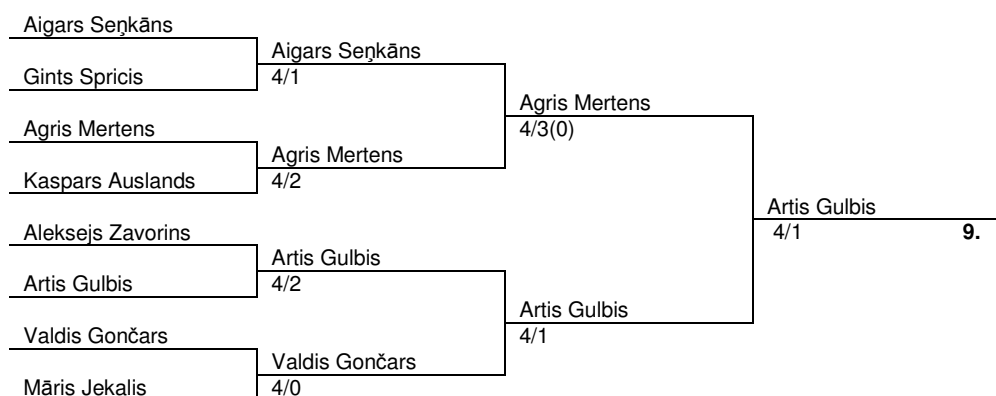 Aigars Seņkāns
Aigars Seņkāns
Gints Spricis
4/1
Agris Mertens
Agris Mertens
4/3(0)
Agris Mertens
Kaspars Auslands
4/2
Artis Gulbis
Aleksejs Zavorins
4/1 9.
Artis Gulbis
Artis Gulbis
4/2
Artis Gulbis
Valdis Gončars
4/1
Valdis Gončars
Māris Jekalis
4/0